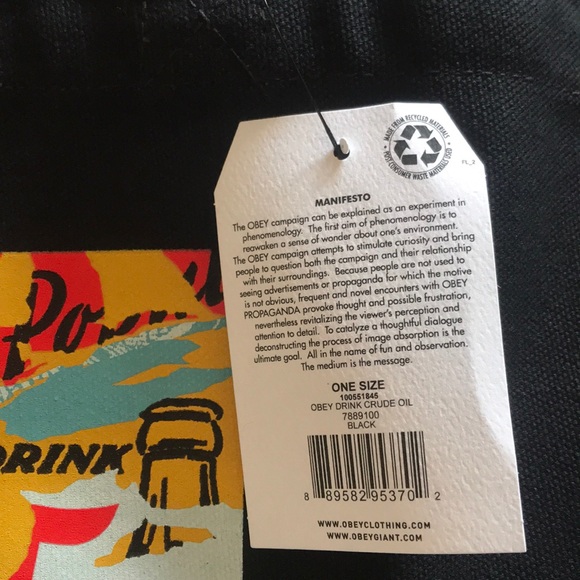 MADE FROM RECYCLED MATERIALS
POST-CONSUMER WASTE MATERIALS USED
FL_2
MANIFESTO
The OBEY campaign can be explained as an experiment in
phenomenology. The first aim of phenomenology is to
reawaken a sense of wonder about one's environment.
The OBEY campaign attempts to stimulate curiosity and bring
people to question both the campaign and their relationship
with their surroundings. Because people are not used to
seeing advertisements or propaganda for which the motive
is not obvious, frequent and novel encounters with OBEY
PROPAGANDA provoke thought and possible frustration,
nevertheless revitalizing the viewer's perception and
attention to detail. To catalyze a thoughtful dialogue
deconstructing the process of image absorption is the
ultimate goal. All in the name of fun and observation.
The medium is the message.
ONE SIZE
100551845
OBEY DRINK CRUDE OIL
7889100
BLACK
8 89582 95370 2
WWW.OBEYCLOTHING.COM
WWW.OBEYGIANT.COM
DRINK